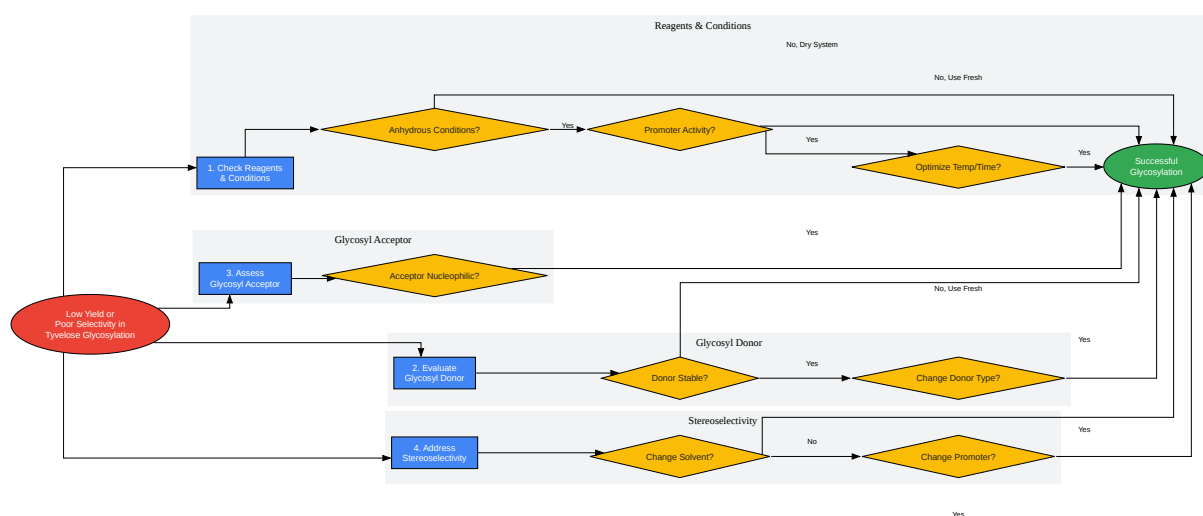 Reagents & Conditions
No, Dry System
No, Use Fresh
Anhydrous Conditions?
Yes
Promoter Activity?
Yes
Optimize Temp/Time?
Yes
Successful
Glycosylation
1. Check Reagents
& Conditions
Yes
Glycosyl Acceptor
3. Assess
Glycosyl Acceptor
Acceptor Nucleophilic?
No, Use Fresh
Low Yield or
Poor Selectivity in
Tyvelose Glycosylation
Glycosyl Donor
Yes
2. Evaluate
Glycosyl Donor
Donor Stable?
Yes
Change Donor Type?
Stereoselectivity
Yes
4. Address
Stereoselectivity
Change Solvent?
No
Change Promoter?
Yes